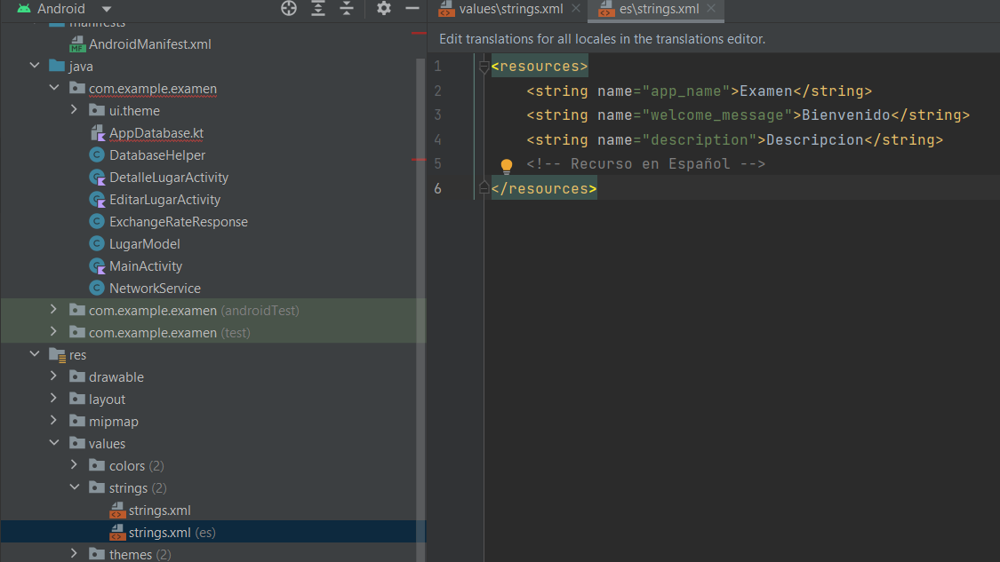 Android
values\strings.xml
es\strings.xml
manifests
AndroidManifest.xml
java
com.example.examen
ui.theme
AppDatabase.kt
DatabaseHelper
DetalleLugarActivity
EditarLugarActivity
ExchangeRateResponse
LugarModel
MainActivity
NetworkService
com.example.examen (androidTest)
com.example.examen (test)
res
drawable
layout
mipmap
values
colors (2)
strings (2)
strings.xml
strings.xml (es)
themes (2)
Edit translations for all locales in the translations editor.
1 <resources>
2 <string name="app_name">Examen</string>
3 <string name="welcome_message">Bienvenido</string>
4 <string name="description">Descripcion</string>
5 <!-- Recurso en Español -->
6 </resources>